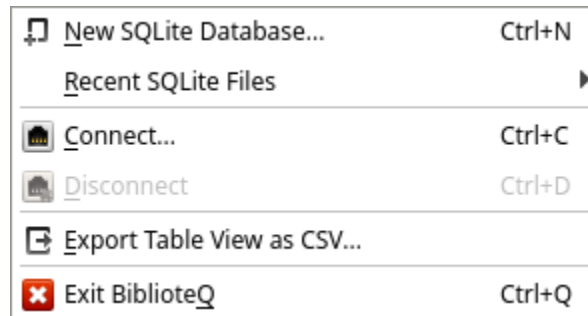 New SQLite Database... Ctrl+N
Recent SQLite Files
Connect... Ctrl+C
Disconnect Ctrl+D
Export Table View as CSV...
Exit BiblioteQ Ctrl+Q